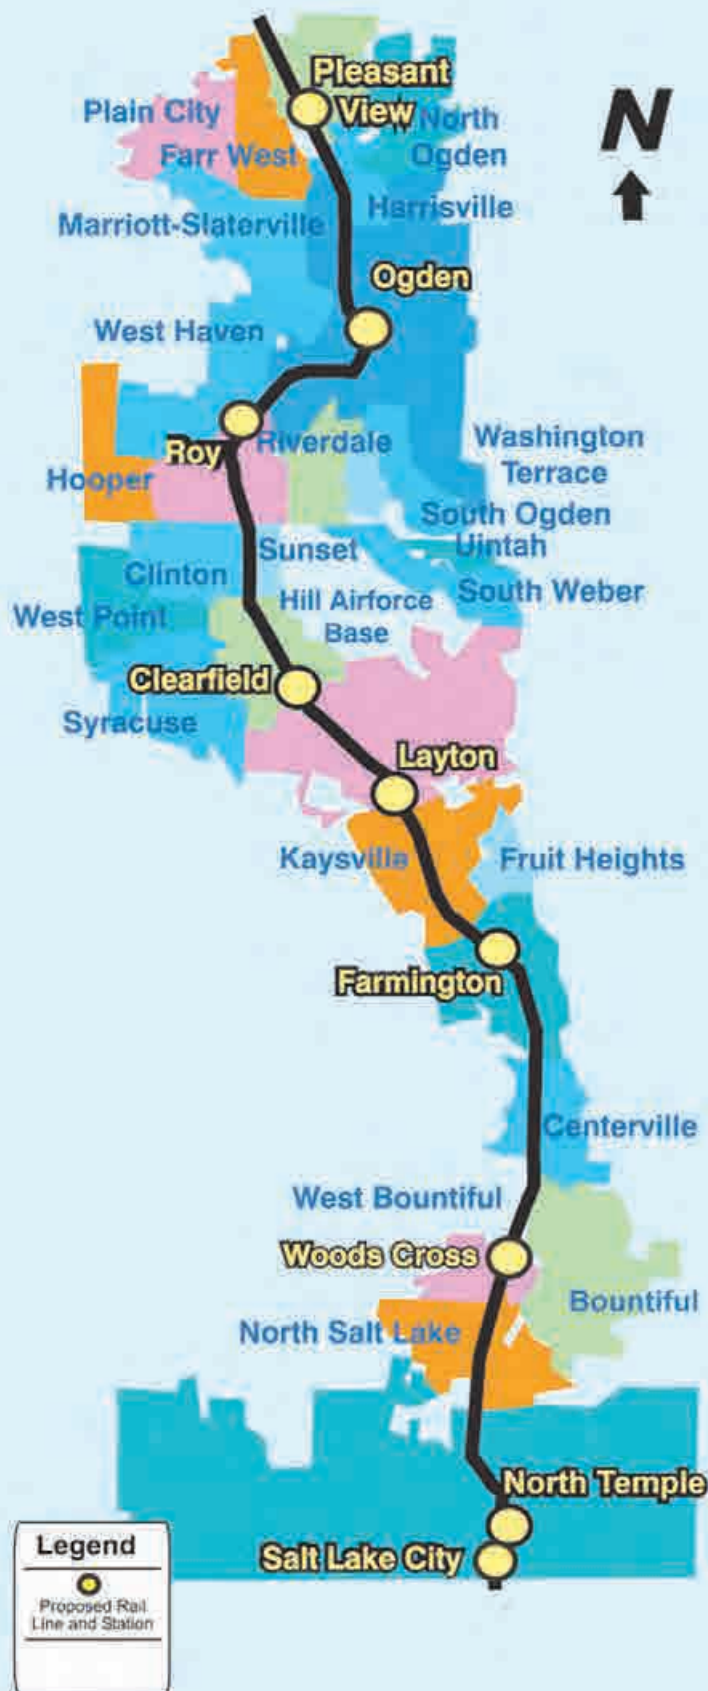 Pleasant
View
N
Plain City
North
Ogden
Farr West
Harrisville
Marriott-Slaterville
Ogden
West Haven
Riverdale
Roy
Washington
Terrace
Hooper
South Ogden
Uintah
Sunset
Clinton
South Weber
Hill Airforce
Base
West Point
Clearfield
Syracuse
Layton
Kaysville
Fruit Heights
Farmington
Centerville
West Bountiful
Woods Cross
Bountiful
North Salt Lake
North Temple
Salt Lake City
Legend
Proposed Rail
Line and Station